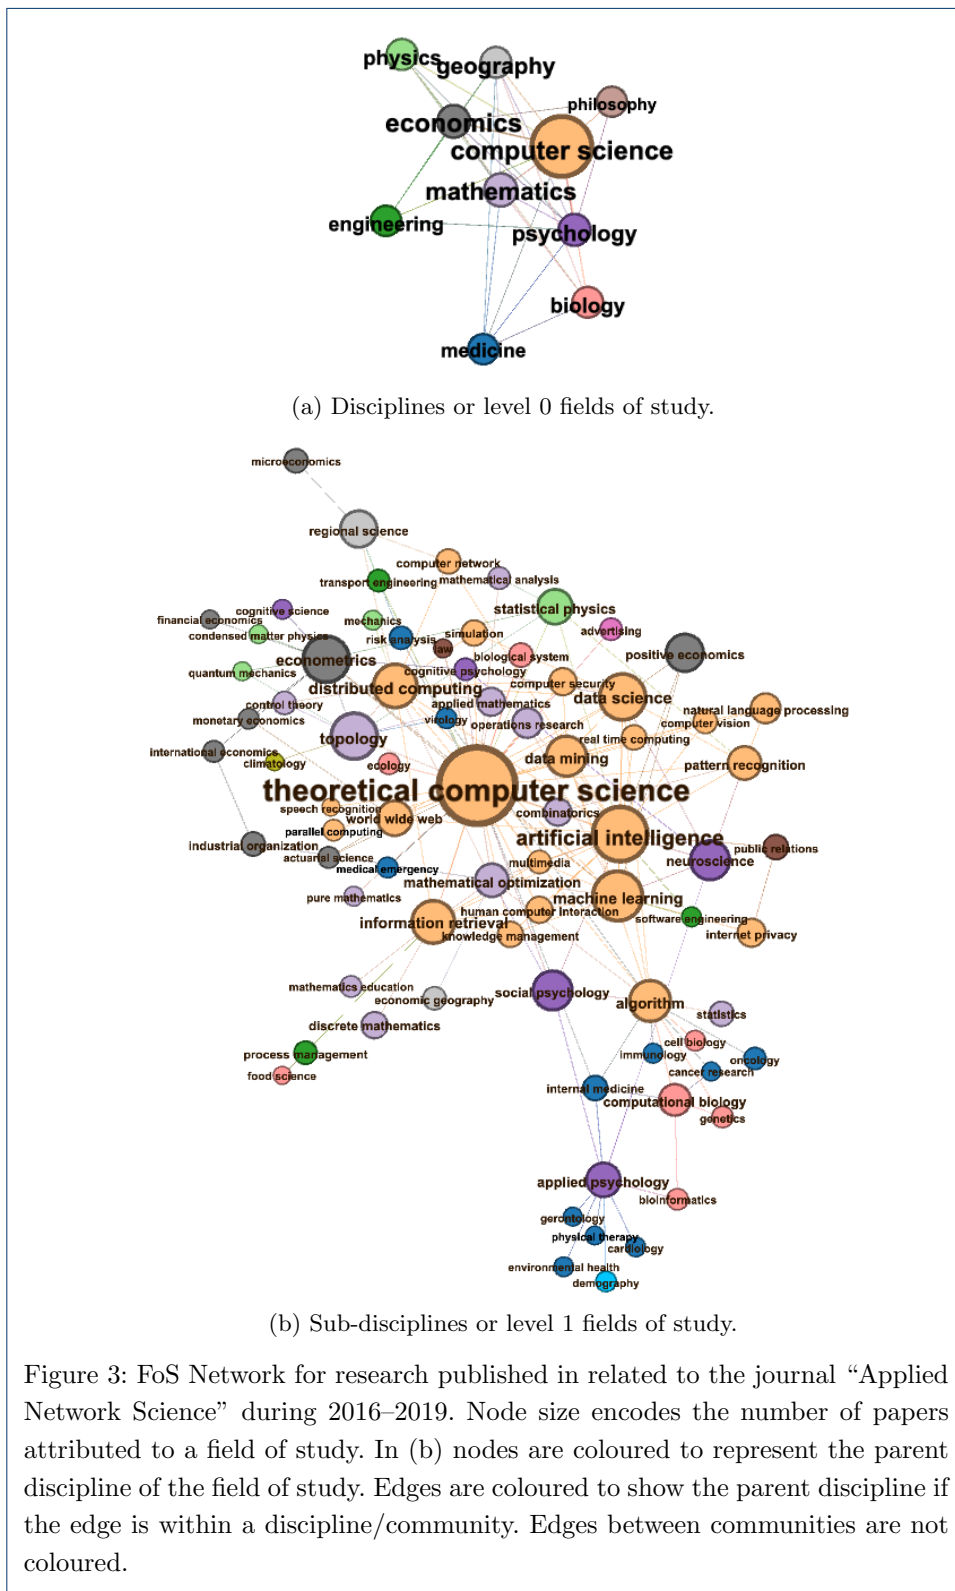 physics
geography
philosophy
economics
computer science
mathematics
engineering
psychology
biology
medicine
(a) Disciplines or level 0 fields of study.
microeconomics
regional science
computer network
transport engineering
mathematical analysis
statistical physics
cognitive science
financial economics
mechanics
condensed matter physics
risk analysis
simulation
advertising
law
positive economics
econometrics
biological system
quantum mechanics
cognitive psychology
distributed computing
computer security
data science
control theory
applied mathematics
natural language processing
monetary economics
virology
operations research
computer vision
topology
real time computing
international economics
climatology
ecology
data mining
pattern recognition
theoretical computer science
speech recognition
world wide web
combinatorics
parallel computing
artificial intelligence
industrial organization
public relations
actuarial science
multimedia
neuroscience
medical emergency
mathematical optimization
pure mathematics
machine learning
human computer interaction
information retrieval
software engineering
knowledge management
internet privacy
mathematics education
social psychology
economic geography
algorithm
discrete mathematics
statistics
process management
cell biology
immunology
oncology
food science
cancer research
internal medicine
computational biology
genetics
applied psychology
bioinformatics
gerontology
physical therapy
cardiology
environmental health
demography
(b) Sub-disciplines or level 1 fields of study.
Figure 3: FoS Network for research published in related to the journal “Applied
Network Science” during 2016–2019. Node size encodes the number of papers
attributed to a field of study. In (b) nodes are coloured to represent the parent
discipline of the field of study. Edges are coloured to show the parent discipline if
the edge is within a discipline/community. Edges between communities are not
coloured.